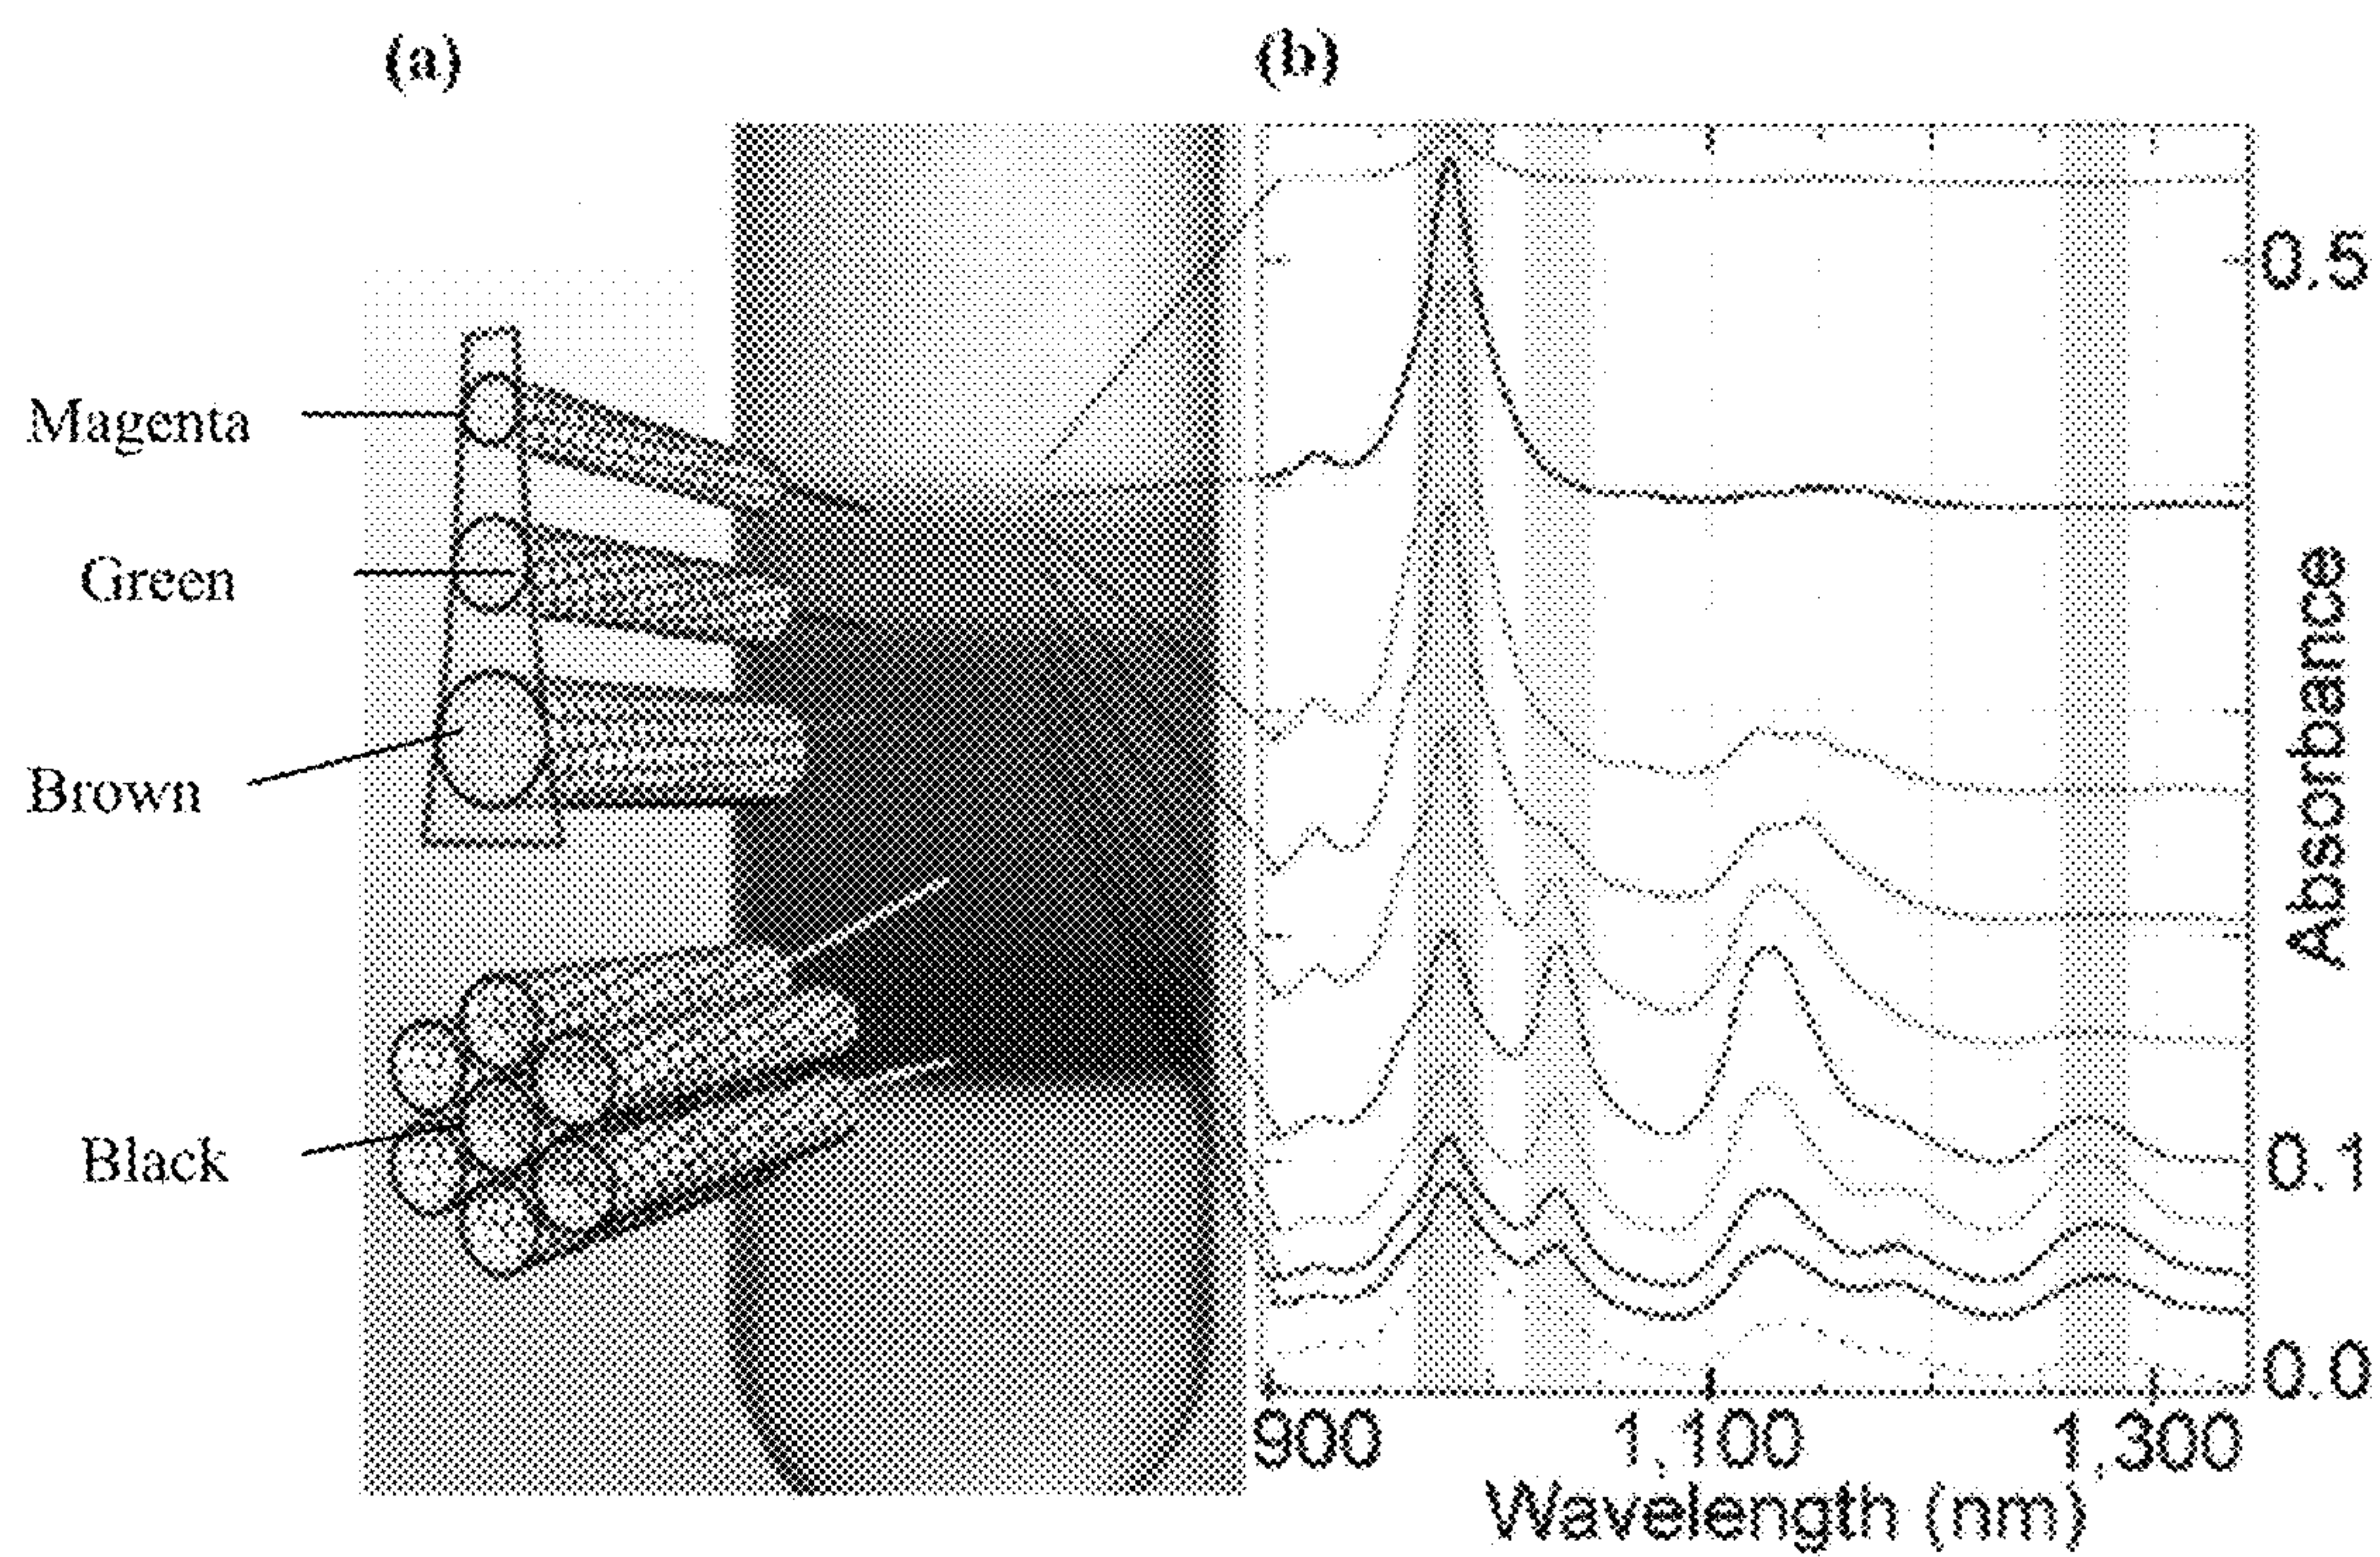 (a)
(b)
Magenta
Green
Brown
Black
0.5
0.1
0.0
Absorbance
900
1,100
1,300
Wavelength (nm)